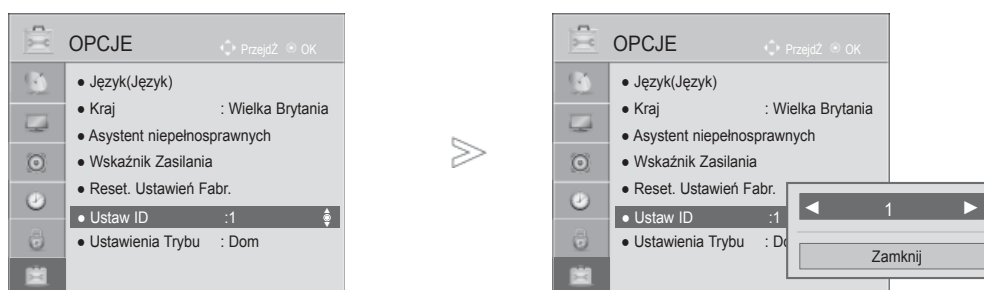 OPCJE PrzejdŹ OK
● Język(Język)
● Kraj : Wielka Brytania
● Asystent niepełnosprawnych
● Wskaźnik Zasilania
● Reset. Ustawień Fabr.
● Ustaw ID :1
● Ustawienia Trybu : Dom
OPCJE PrzejdŹ OK
● Język(Język)
● Kraj : Wielka Brytania
● Asystent niepełnosprawnych
● Wskaźnik Zasilania
● Reset. Ustawień Fabr.
● Ustaw ID :1
● Ustawienia Trybu : Do
◄ 1 ►
Zamknij